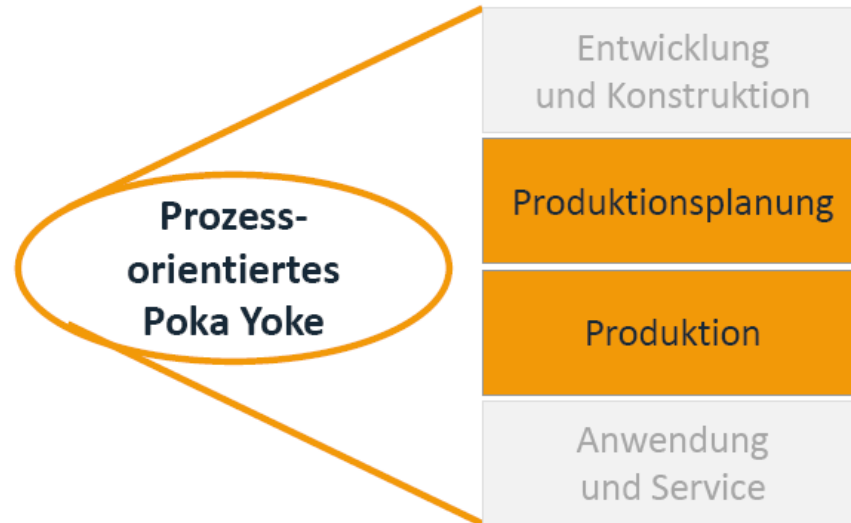 Entwicklung
und Konstruktion
Produktionsplanung
Prozess-
orientiertes
Poka Yoke
Produktion
Anwendung
und Service